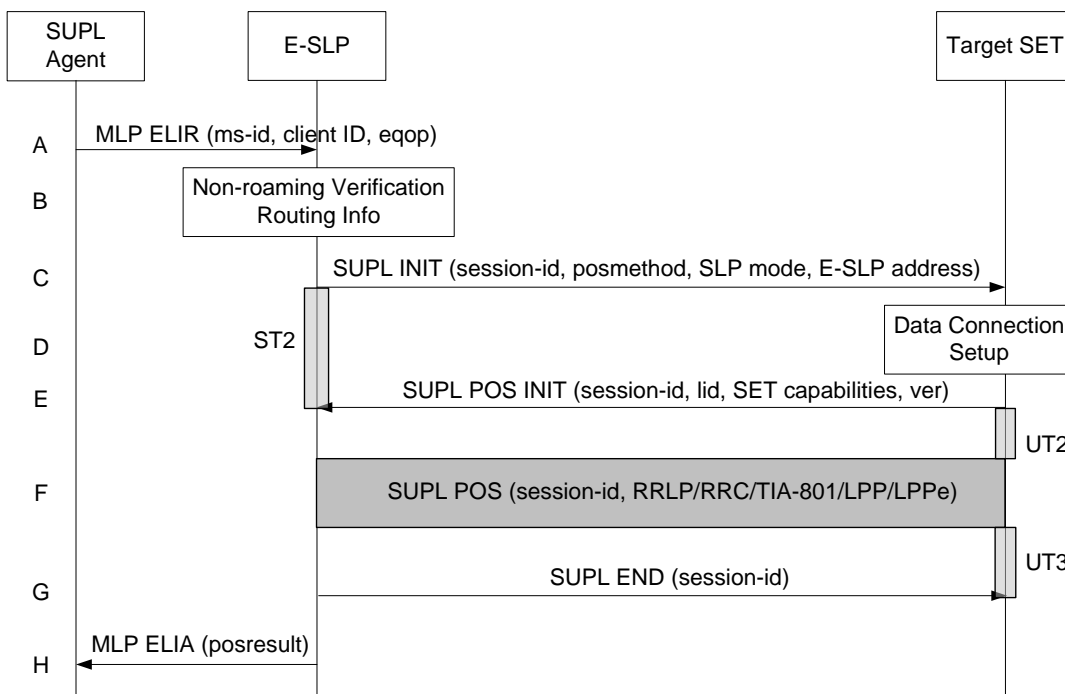 SUPL
Agent
E-SLP
Target SET
A
MLP ELIR (ms-id, client ID, eqop)
B
Non-roaming Verification
Routing Info
C
SUPL INIT (session-id, posmethod, SLP mode, E-SLP address)
D
ST2
Data Connection
Setup
E
SUPL POS INIT (session-id, lid, SET capabilities, ver)
UT2
F
SUPL POS (session-id, RRLP/RRC/TIA-801/LPP/LPPe)
UT3
G
SUPL END (session-id)
H
MLP ELIA (posresult)